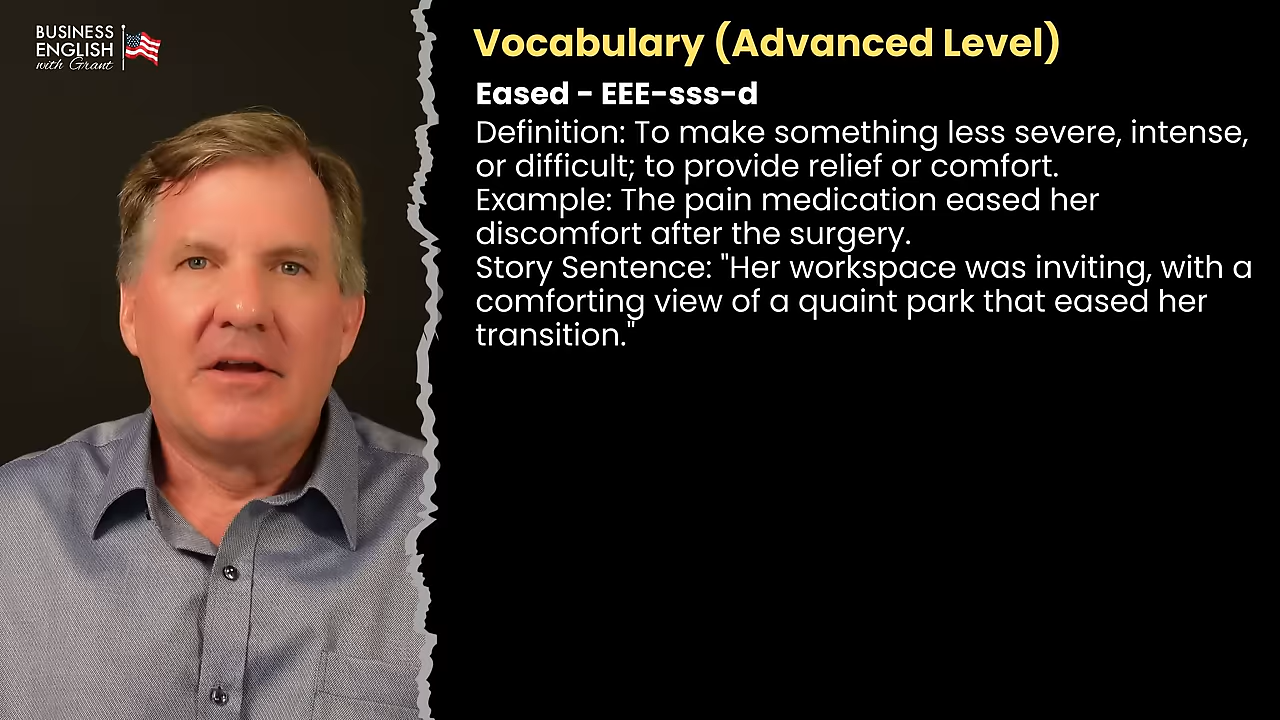 BUSINESS
ENGLISH
with Grant
Vocabulary (Advanced Level)
Eased - EEE-sss-d
Definition: To make something less severe, intense,
or difficult; to provide relief or comfort.
Example: The pain medication eased her
discomfort after the surgery.
Story Sentence: "Her workspace was inviting, with a
comforting view of a quaint park that eased her
transition."